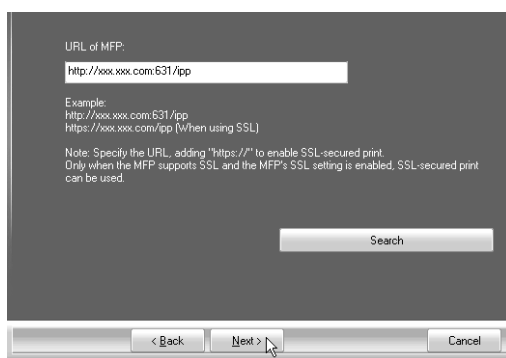 URL of MFP:
http://xxx.xxx.com:631/ipp
Example:
http://xxx.xxx.com:631/ipp
https://xxx.xxx.com/ipp (When using SSL)
Note: Specify the URL, adding "https://" to enable SSL-secured print.
Only when the MFP supports SSL and the MFP's SSL setting is enabled, SSL-secured print
can be used.
Search
< Back
Next >
Cancel